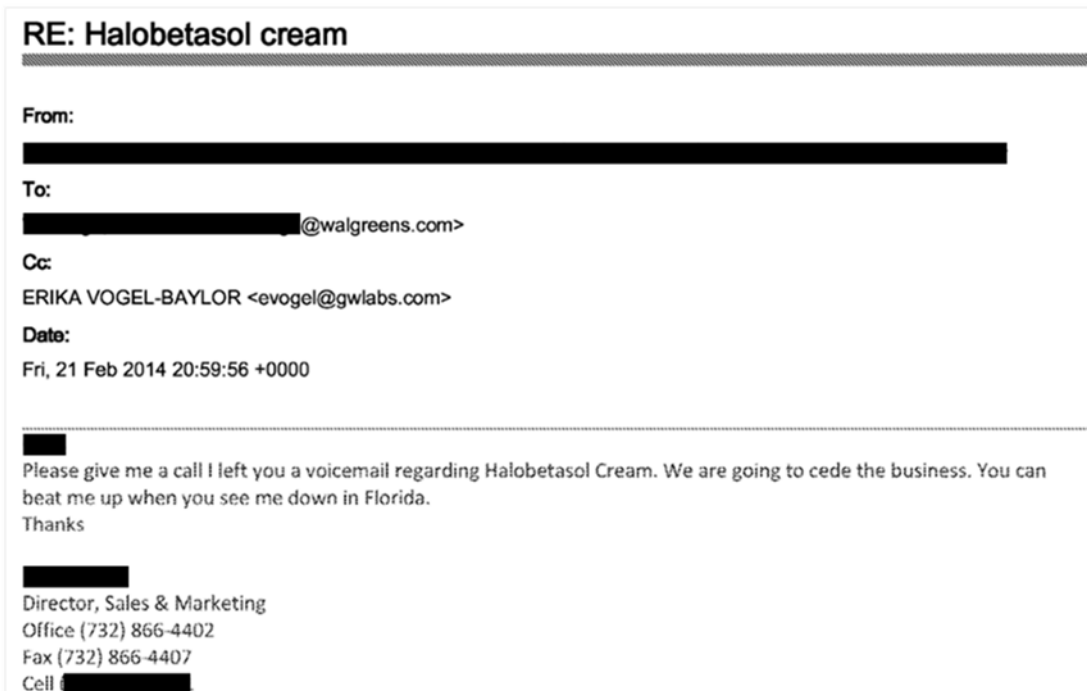 RE: Halobetasol cream
From:
To:
@walgreens.com>
Cc:
ERIKA VOGEL-BAYLOR <evogel@gwlabs.com>
Date:
Fri, 21 Feb 2014 20:59:56 +0000
Please give me a call I left you a voicemail regarding Halobetasol Cream. We are going to cede the business. You can
beat me up when you see me down in Florida.
Thanks
Director, Sales & Marketing
Office (732) 866-4402
Fax (732) 866-4407
Cell